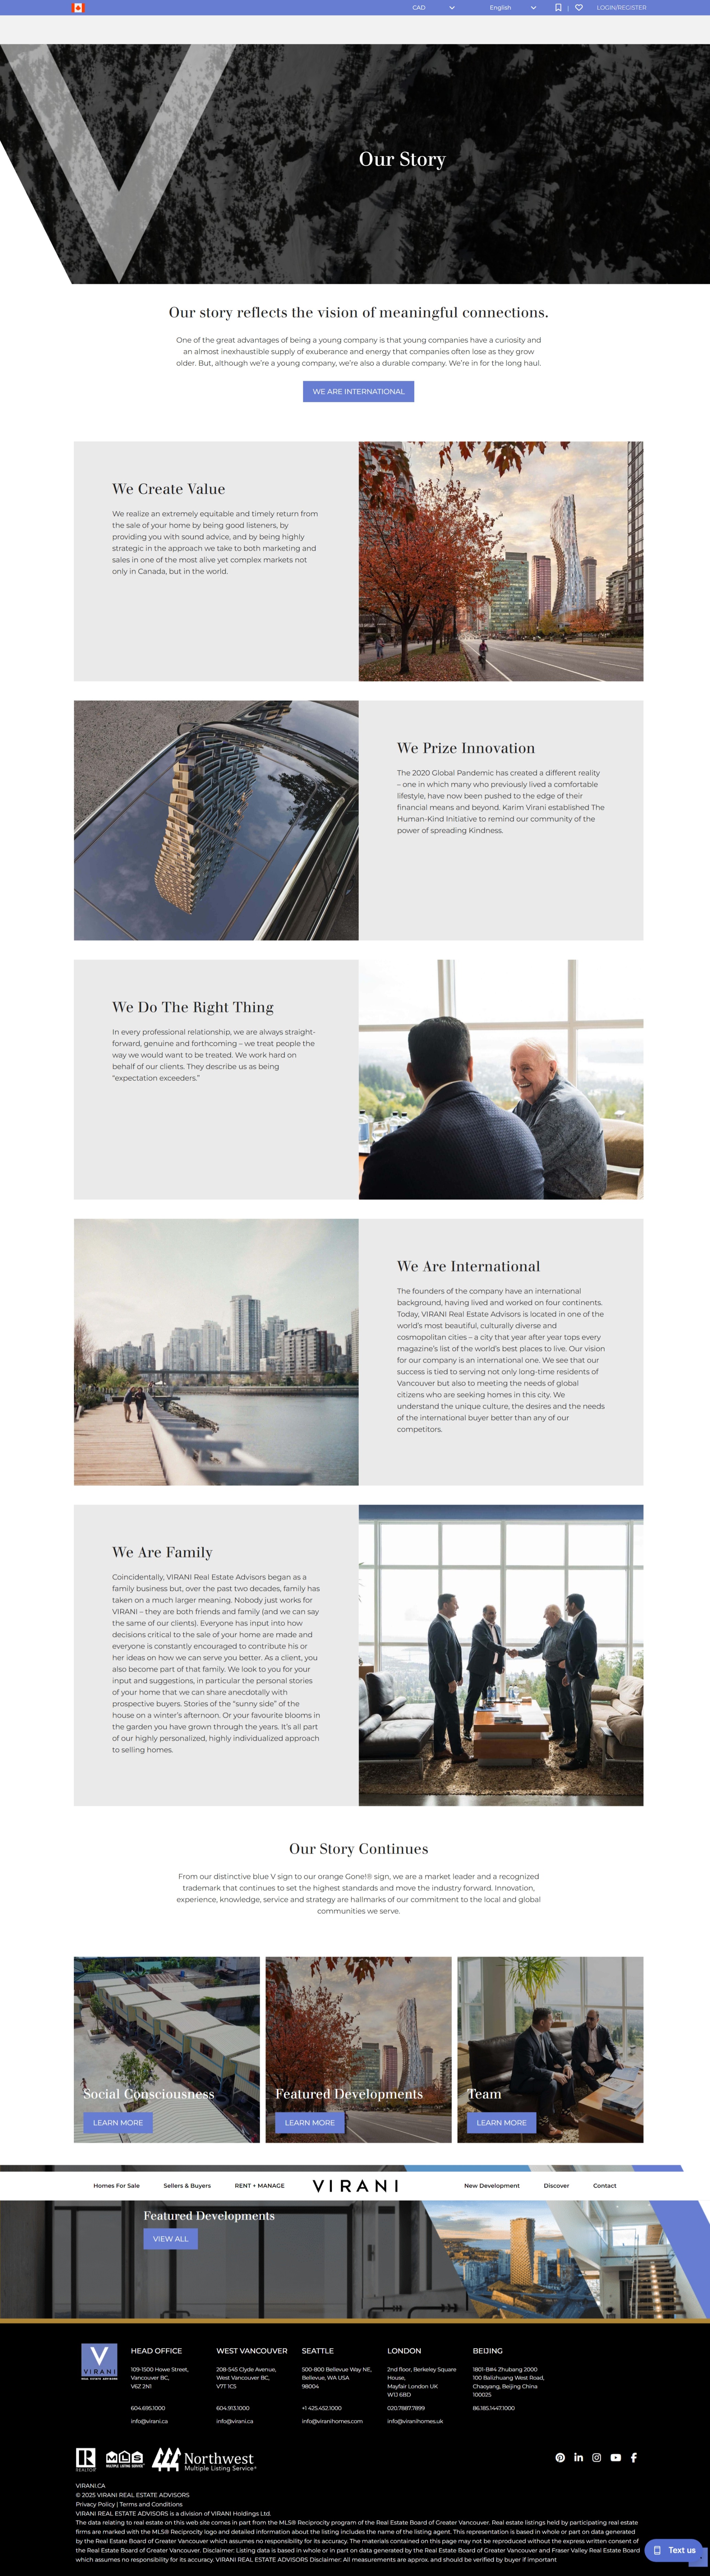 CAD
English
|
LOGIN/REGISTER
Our Story
Our story reflects the vision of meaningful connections.
One of the great advantages of being a young company is that young companies have a curiosity and
an almost inexhaustible supply of exuberance and energy that companies often lose as they grow
older. But, although we're a young company, we're also a durable company. We're in for the long haul.
WE ARE INTERNATIONAL
We Create Value
We realize an extremely equitable and timely return from
the sale of your home by being good listeners, by
providing you with sound advice, and by being highly
strategic in the approach we take to both marketing and
sales in one of the most alive yet complex markets not
only in Canada, but in the world.
We Prize Innovation
The 2020 Global Pandemic has created a different reality
– one in which many who previously lived a comfortable
lifestyle, have now been pushed to the edge of their
financial means and beyond. Karim Virani established The
Human-Kind Initiative to remind our community of the
power of spreading Kindness.
We Do The Right Thing
In every professional relationship, we are always straight-
forward, genuine and forthcoming – we treat people the
way we would want to be treated. We work hard on
behalf of our clients. They describe us as being
“expectation exceeders.”
We Are International
The founders of the company have an international
background, having lived and worked on four continents.
Today, VIRANI Real Estate Advisors is located in one of the
world's most beautiful, culturally diverse and
cosmopolitan cities – a city that year after year tops every
magazine's list of the world's best places to live. Our vision
for our company is an international one. We see that our
success is tied to serving not only long-time residents of
Vancouver but also to meeting the needs of global
citizens who are seeking homes in this city. We
understand the unique culture, the desires and the needs
of the international buyer better than any of our
competitors.
We Are Family
Coincidentally, VIRANI Real Estate Advisors began as a
family business but, over the past two decades, family has
taken on a much larger meaning. Nobody just works for
VIRANI – they are both friends and family (and we can say
the same of our clients). Everyone has input into how
decisions critical to the sale of your home are made and
everyone is constantly encouraged to contribute his or
her ideas on how we can serve you better. As a client, you
also become part of that family. We look to you for your
input and suggestions, in particular the personal stories
of your home that we can share anecdotally with
prospective buyers. Stories of the “sunny side” of the
house on a winter's afternoon. Or your favourite blooms in
the garden you have grown through the years. It's all part
of our highly personalized, highly individualized approach
to selling homes.
Our Story Continues
From our distinctive blue V sign to our orange Gone!® sign, we are a market leader and a recognized
trademark that continues to set the highest standards and move the industry forward. Innovation,
experience, knowledge, service and strategy are hallmarks of our commitment to the local and global
communities we serve.
Social Consciousness
LEARN MORE
Featured Developments
LEARN MORE
Team
LEARN MORE
Homes For Sale
Sellers & Buyers
RENT + MANAGE
VIRANI
New Development
Discover
Contact
Featured Developments
VIEW ALL
V
VIRANI
REAL ESTATE ADVISORS
HEAD OFFICE
109-1500 Howe Street,
Vancouver BC,
V6Z 2N1
604.695.1000
info@virani.ca
WEST VANCOUVER
208-545 Clyde Avenue,
West Vancouver BC,
V7T 1C5
604.913.1000
info@virani.ca
SEATTLE
500-800 Bellevue Way NE,
Bellevue, WA USA
98004
+1 425.452.1000
info@viranihomes.com
LONDON
2nd floor, Berkeley Square
House,
Mayfair London UK
W1J 6BD
020.7887.7899
info@viranihomes.uk
BEIJING
1801-B#4 Zhubang 2000
100 Balizhuang West Road,
Chaoyang, Beijing China
100025
86.185.1447.1000
R
REALTOR®
MLS
MULTIPLE LISTING SERVICE®
Northwest
Multiple Listing Service®
VIRANI.CA
© 2025 VIRANI REAL ESTATE ADVISORS
Privacy Policy | Terms and Conditions
VIRANI REAL ESTATE ADVISORS is a division of VIRANI Holdings Ltd.
The data relating to real estate on this web site comes in part from the MLS® Reciprocity program of the Real Estate Board of Greater Vancouver. Real estate listings held by participating real estate
firms are marked with the MLS® Reciprocity logo and detailed information about the listing includes the name of the listing agent. This representation is based in whole or part on data generated
by the Real Estate Board of Greater Vancouver which assumes no responsibility for its accuracy. The materials contained on this page may not be reproduced without the express written consent of
the Real Estate Board of Greater Vancouver. Disclaimer: Listing data is based in whole or in part on data generated by the Real Estate Board of Greater Vancouver and Fraser Valley Real Estate Board
which assumes no responsibility for its accuracy. VIRANI REAL ESTATE ADVISORS Disclaimer: All measurements are approx. and should be verified by buyer if important
Text us